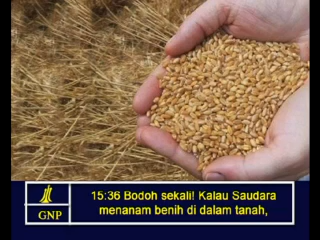 15:36 Bodoh sekali! Kalau Saudara
menanam benih di dalam tanah,
GNP